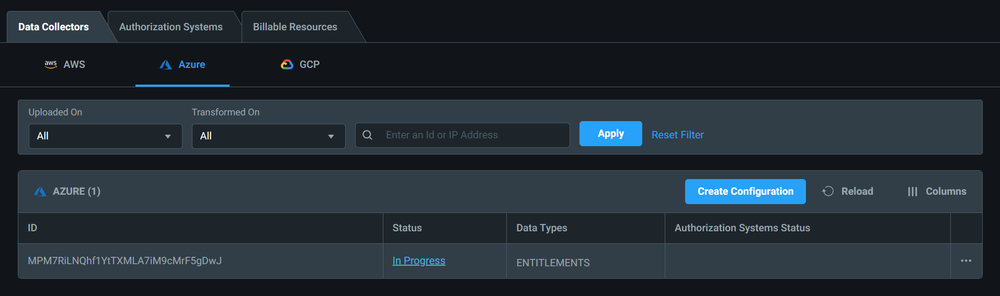 Data Collectors
Authorization Systems
Billable Resources
aws AWS
Azure
GCP
Uploaded On
Transformed On
All
All
Enter an Id or IP Address
Apply
Reset Filter
AZURE (1)
Create Configuration
Reload
Columns
ID
Status
Data Types
Authorization Systems Status
MPM7RiLNQhf1YtTXMLA7iM9cMrF5gDwJ
In Progress
ENTITLEMENTS